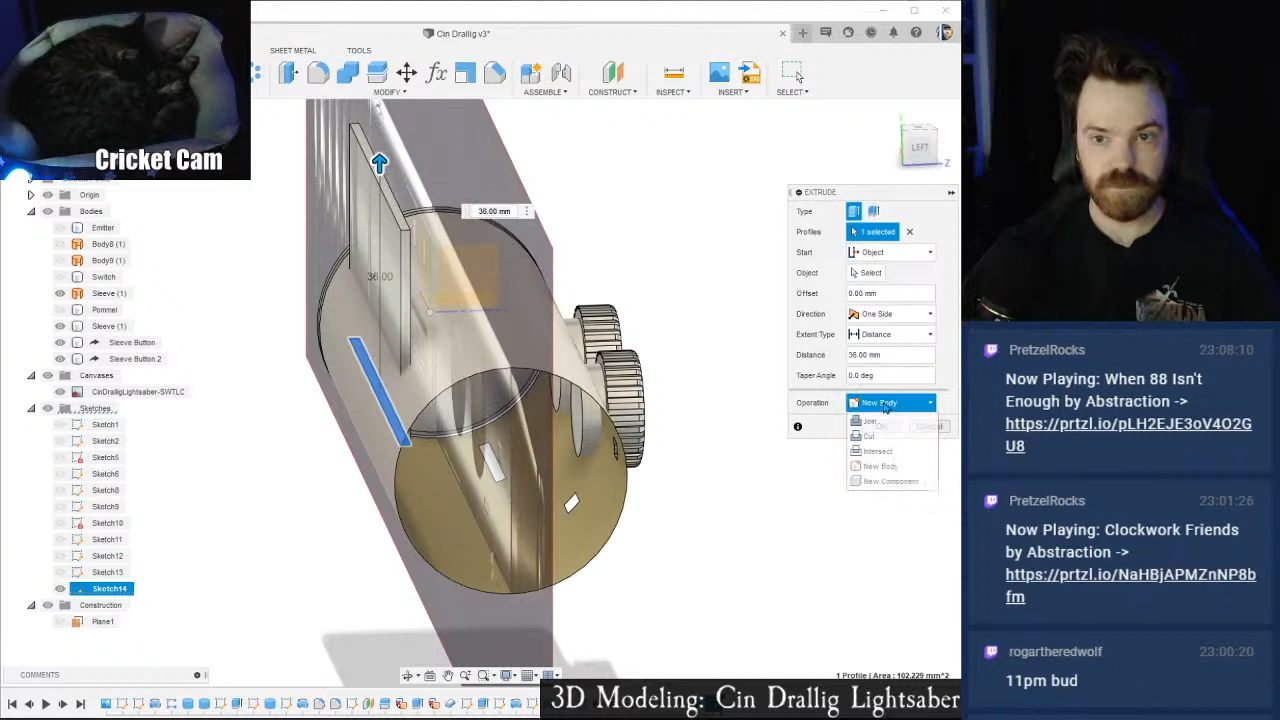 Cricket Cam
Cin Drallig v3*
SHEET METAL
TOOLS
MODIFY
ASSEMBLE
CONSTRUCT
INSPECT
INSERT
SELECT
Origin
Bodies
Emitter
Body8 (1)
Body9 (1)
Switch
Sleeve (1)
Pommel
Sleeve (1)
Sleeve Button
Sleeve Button 2
Canvases
CinDralligLightsaber-SWTLC
Sketches
Sketch1
Sketch2
Sketch5
Sketch6
Sketch8
Sketch9
Sketch10
Sketch11
Sketch12
Sketch13
Sketch14
Construction
Plane1
COMMENTS
36.00 mm
36.00
LEFT
Z
EXTRUDE
Type
Profiles 1 selected
Start Object
Object Select
Offset 0.00 mm
Direction One Side
Extent Type Distance
Distance 36.00 mm
Taper Angle 0.0 deg
Operation New Body
Join
Cut
Intersect
New Body
New Component
1 Profile | Area : 102.229 mm^2
3D Modeling: Cin Drallig Lightsaber
PretzelRocks 23:08:10
Now Playing: When 88 Isn't
Enough by Abstraction ->
https://prtzl.io/pLH2EJE3oV4O2G
U8
PretzelRocks 23:01:26
Now Playing: Clockwork Friends
by Abstraction ->
https://prtzl.io/NaHBjAPMZnNP8b
fm
rogartheredwolf 23:00:20
11pm bud